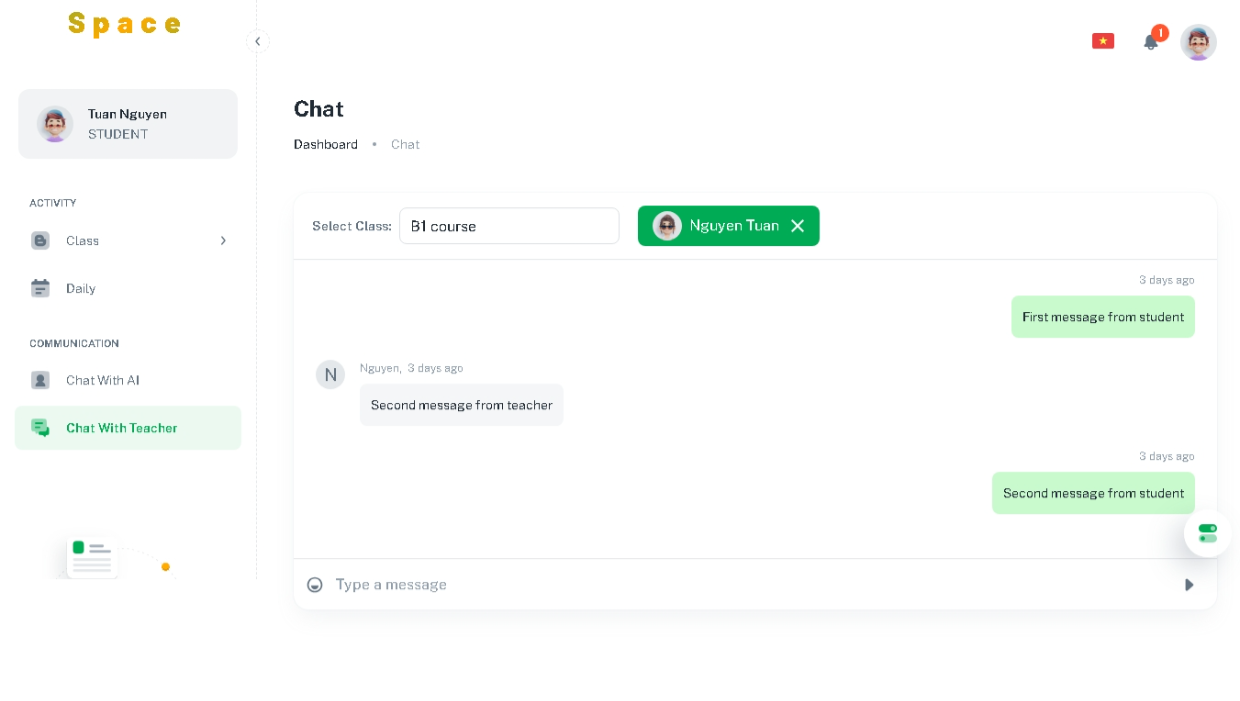 Space
1
Tuan Nguyen
STUDENT
ACTIVITY
Class
Daily
COMMUNICATION
Chat With AI
Chat With Teacher
Chat
Dashboard • Chat
Select Class: B1 course Nguyen Tuan
3 days ago
First message from student
N Nguyen, 3 days ago
Second message from teacher
3 days ago
Second message from student
Type a message